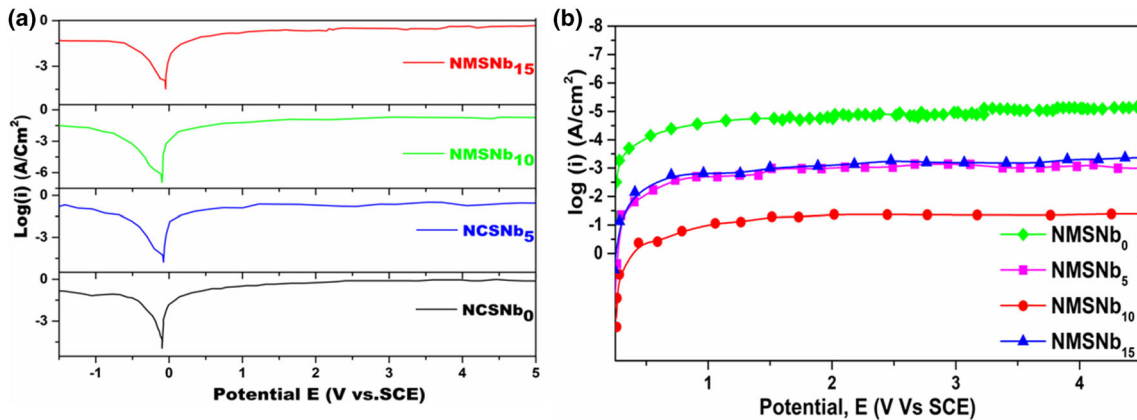 (a)
0
-3
NMSNb15
0
-3
-6
NMSNb10
0
-3
NCSNb5
0
-3
NCSNb0
Log(i) (A/Cm2)
-1 0 1 2 3 4 5
Potential E (V vs.SCE)
(b)
-8
-7
-6
-5
-4
-3
-2
-1
0
log (i) (A/cm2)
NMSNb0
NMSNb5
NMSNb10
NMSNb15
1 2 3 4
Potential, E (V Vs SCE)